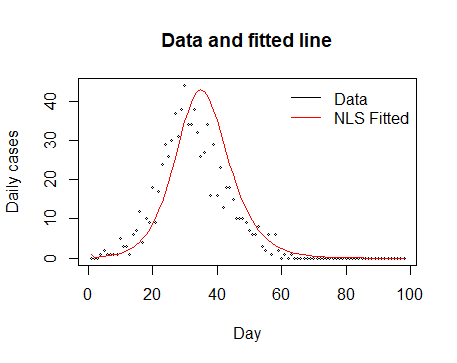 Data and fitted line
Data
NLS Fitted
Daily cases
40
30
20
10
0
0 20 40 60 80 100
Day